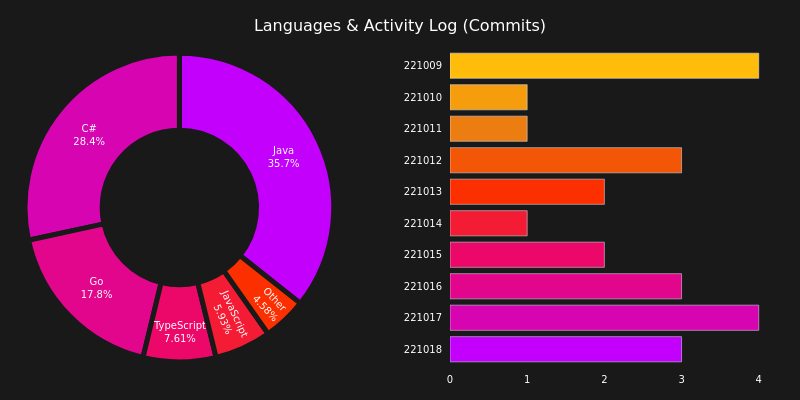 Languages & Activity Log (Commits)
C#
28.4%
Java
35.7%
Go
17.8%
TypeScript
7.61%
JavaScript
5.93%
Other
4.58%
221009
221010
221011
221012
221013
221014
221015
221016
221017
221018
0 1 2 3 4